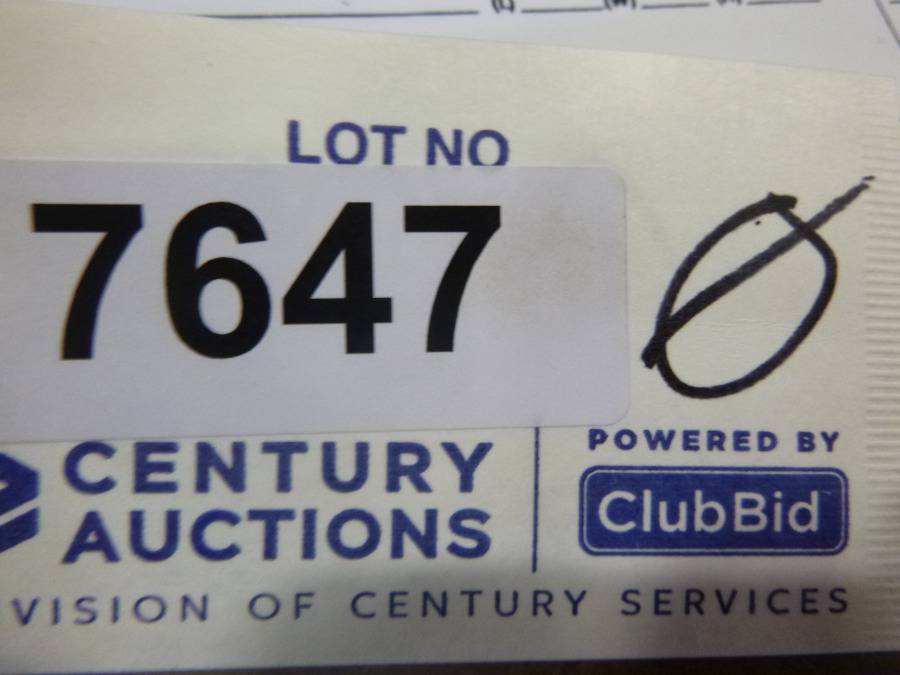 (L) (W)
LOT NO
7647 Ø
CENTURY
AUCTIONS
POWERED BY
ClubBid
VISION OF CENTURY SERVICES